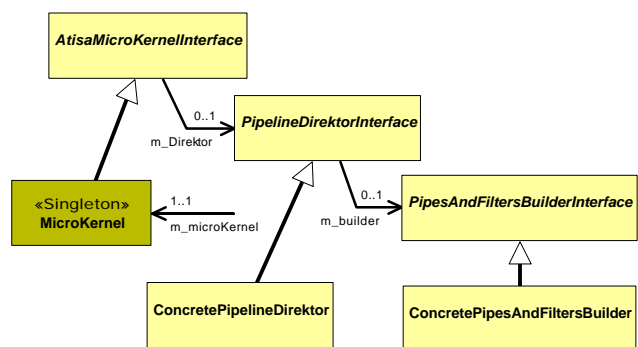 AtisaMicroKernelInterface
0..1
m_Direktor
PipelineDirektorInterface
«Singleton»
MicroKernel
1..1
m_microKernel
0..1
m_builder
PipesAndFiltersBuilderInterface
ConcretePipelineDirektor
ConcretePipesAndFiltersBuilder